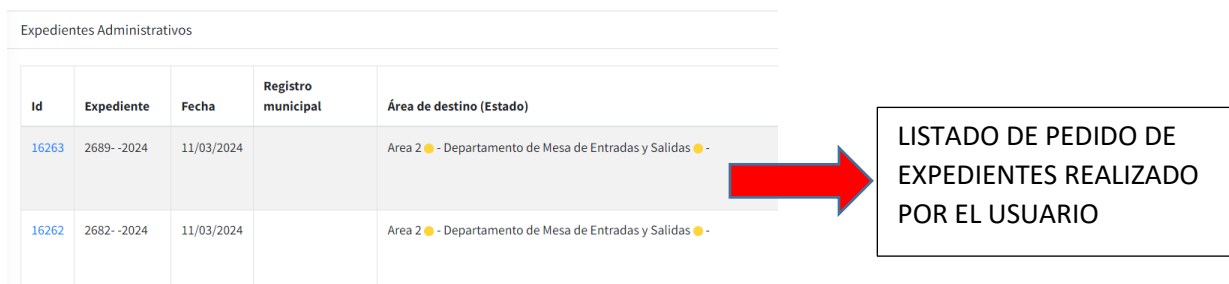 Expedientes Administrativos
Id Expediente Fecha Registro municipal Área de destino (Estado)
16263 2689- -2024 11/03/2024 Area 2 - Departamento de Mesa de Entradas y Salidas -
16262 2682- -2024 11/03/2024 Area 2 - Departamento de Mesa de Entradas y Salidas -
LISTADO DE PEDIDO DE
EXPEDIENTES REALIZADO
POR EL USUARIO